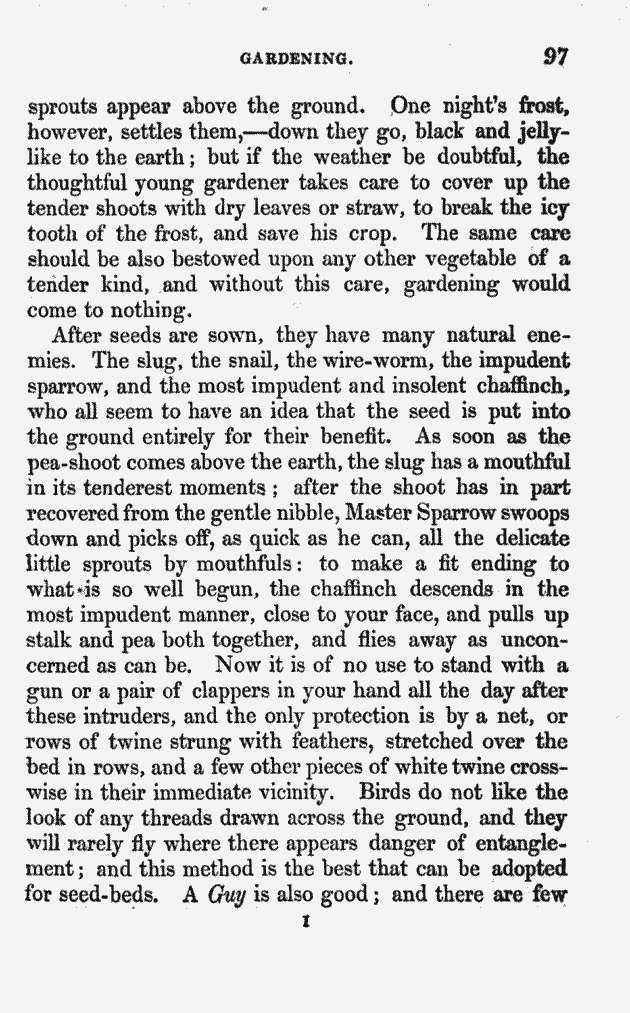 GARDENING. 97
sprouts appear above the ground. One night's frost,
however, settles them,—down they go, black and jelly-
like to the earth; but if the weather be doubtful, the
thoughtful young gardener takes care to cover up the
tender shoots with dry leaves or straw, to break the icy
tooth of the frost, and save his crop. The same care
should be also bestowed upon any other vegetable of a
tender kind, and without this care, gardening would
come to nothing.
After seeds are sown, they have many natural ene-
mies. The slug, the snail, the wire-worm, the impudent
sparrow, and the most impudent and insolent chaffinch,
who all seem to have an idea that the seed is put into
the ground entirely for their benefit. As soon as the
pea-shoot comes above the earth, the slug has a mouthful
in its tenderest moments; after the shoot has in part
recovered from the gentle nibble, Master Sparrow swoops
down and picks off, as quick as he can, all the delicate
little sprouts by mouthfuls: to make a fit ending to
what is so well begun, the chaffinch descends in the
most impudent manner, close to your face, and pulls up
stalk and pea both together, and flies away as uncon-
cerned as can be. Now it is of no use to stand with a
gun or a pair of clappers in your hand all the day after
these intruders, and the only protection is by a net, or
rows of twine strung with feathers, stretched over the
bed in rows, and a few other pieces of white twine cross-
wise in their immediate vicinity. Birds do not like the
look of any threads drawn across the ground, and they
will rarely fly where there appears danger of entangle-
ment; and this method is the best that can be adopted
for seed-beds. A Guy is also good; and there are few
I